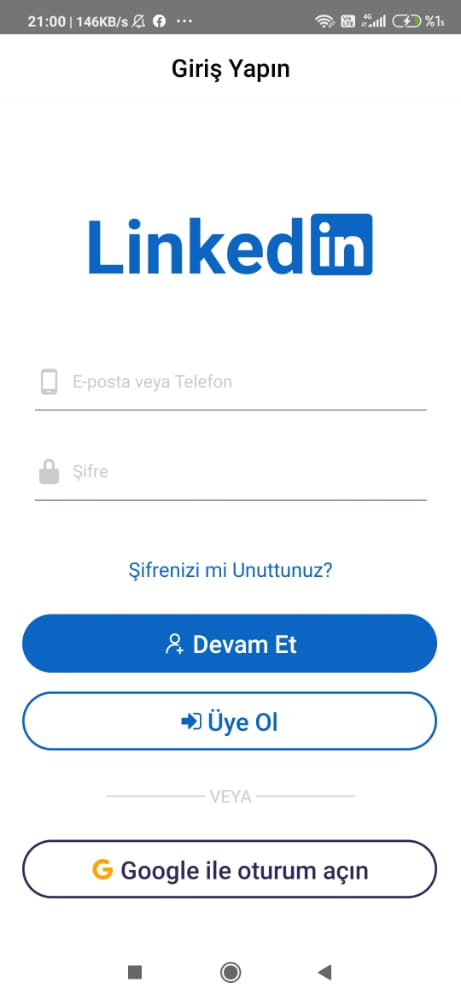 21:00 | 146KB/s
4G
%1
Giriş Yapın
Linkedin
E-posta veya Telefon
Şifre
Şifrenizi mi Unuttunuz?
Devam Et
Üye Ol
VEYA
G Google ile oturum açın